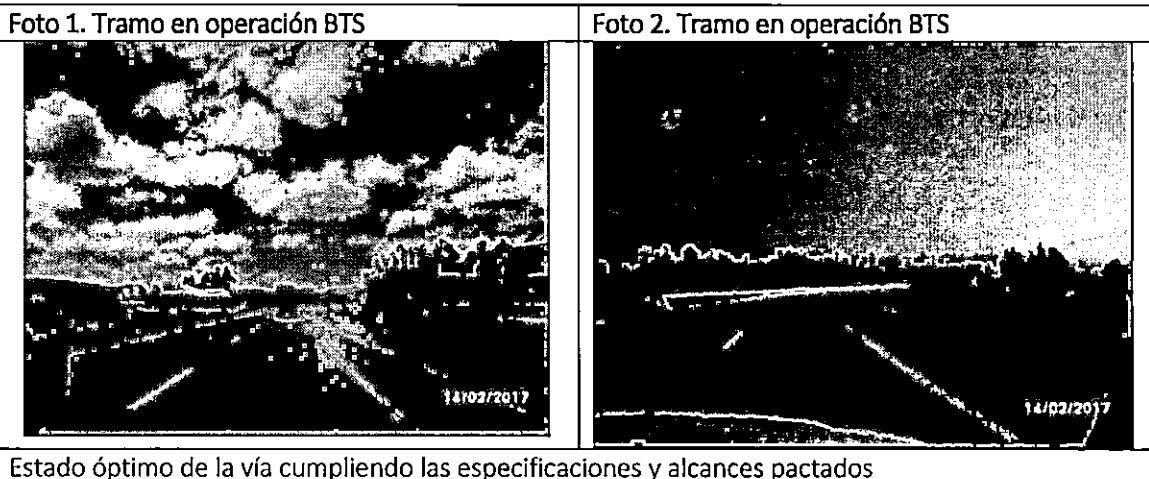 Foto 1. Tramo en operación BTS
Foto 2. Tramo en operación BTS
14/02/2017
14/02/2017
Estado óptimo de la vía cumpliendo las especificaciones y alcances pactados